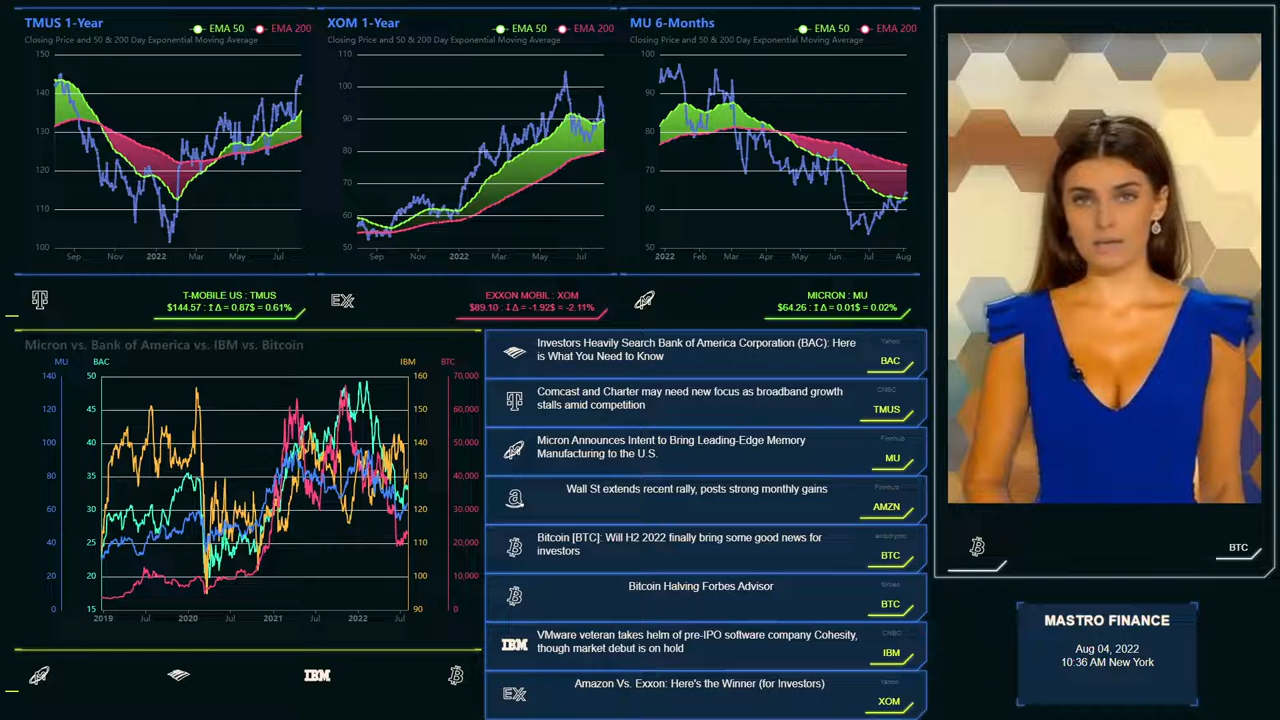 TMUS 1-Year
EMA 50 EMA 200
Closing Price and 50 & 200 Day Exponential Moving Average
150
140
130
120
110
100
Sep Nov 2022 Mar May Jul
XOM 1-Year
EMA 50 EMA 200
Closing Price and 50 & 200 Day Exponential Moving Average
110
100
90
80
70
60
50
Sep Nov 2022 Mar May Jul
MU 6-Months
EMA 50 EMA 200
Closing Price and 50 & 200 Day Exponential Moving Average
100
90
80
70
60
50
2022 Feb Mar Apr May Jun Jul Aug
T-MOBILE US : TMUS
$144.57 : ↥ Δ = 0.87$ = 0.61%
EX
EXXON MOBIL : XOM
$89.10 : ↧ Δ = -1.92$ = -2.11%
MICRON : MU
$64.26 : ↥ Δ = 0.01$ = 0.02%
Micron vs. Bank of America vs. IBM vs. Bitcoin
MU BAC IBM BTC
140 50 160 70,000
120 45 150 60,000
100 40 140 50,000
80 35 130 40,000
60 30 120 30,000
40 25 110 20,000
20 20 100 10,000
0 15 90 0
2019 Jul 2020 Jul 2021 Jul 2022 Jul
IBM
Investors Heavily Search Bank of America Corporation (BAC): Here
is What You Need to Know
Yahoo
BAC
Comcast and Charter may need new focus as broadband growth
stalls amid competition
CNBC
TMUS
Micron Announces Intent to Bring Leading-Edge Memory
Manufacturing to the U.S.
Finnhub
MU
Wall St extends recent rally, posts strong monthly gains
Finnhub
AMZN
Bitcoin [BTC]: Will H2 2022 finally bring some good news for
investors
BTC
Bitcoin Halving Forbes Advisor
forbes
BTC
IBM
VMware veteran takes helm of pre-IPO software company Cohesity,
though market debut is on hold
CNBC
IBM
EX
Amazon Vs. Exxon: Here's the Winner (for Investors)
Yahoo
XOM
BTC
MASTRO FINANCE
Aug 04, 2022
10:36 AM New York